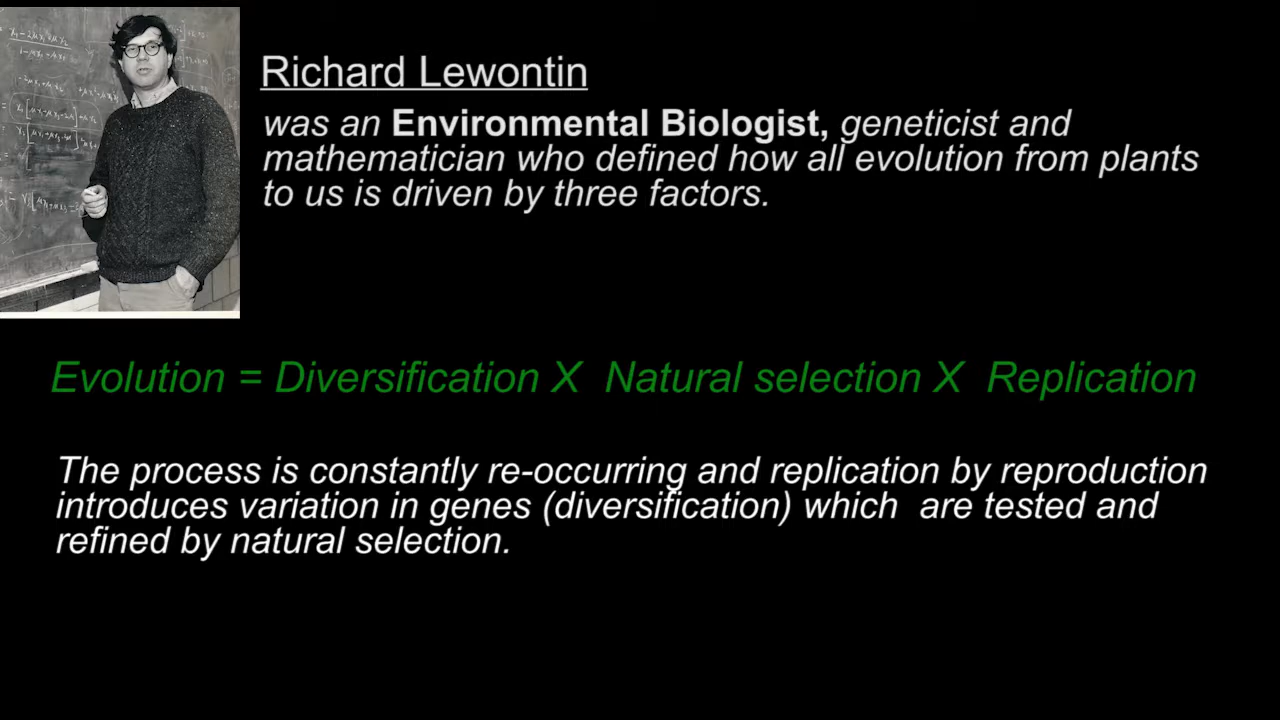 Richard Lewontin
was an Environmental Biologist, geneticist and
mathematician who defined how all evolution from plants
to us is driven by three factors.
Evolution = Diversification X Natural selection X Replication
The process is constantly re-occurring and replication by reproduction
introduces variation in genes (diversification) which are tested and
refined by natural selection.